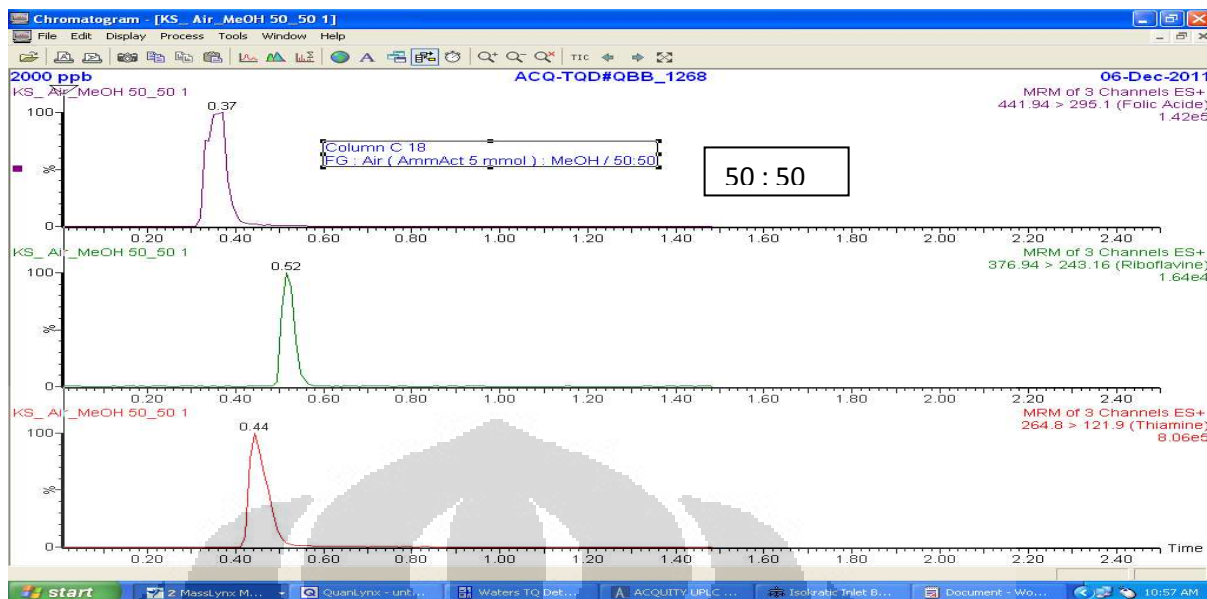 Chromatogram - [KS_ Air_MeOH 50_50 1]
File Edit Display Process Tools Window Help
TIC
2000 ppb ACQ-TQD#QBB_1268 06-Dec-2011
KS_ Air_MeOH 50_50 1 MRM of 3 Channels ES+
441.94 > 295.1 (Folic Acide)
1.42e5
0.37
100
%
0
Column C 18
FG : Air ( AmmAct 5 mmol ) : MeOH / 50:50
50 : 50
0.20 0.40 0.60 0.80 1.00 1.20 1.40 1.60 1.80 2.00 2.20 2.40
KS_ Air_MeOH 50_50 1 MRM of 3 Channels ES+
376.94 > 243.16 (Riboflavine)
1.64e4
0.52
100
%
0
0.20 0.40 0.60 0.80 1.00 1.20 1.40 1.60 1.80 2.00 2.20 2.40
KS_ Air_MeOH 50_50 1 MRM of 3 Channels ES+
264.8 > 121.9 (Thiamine)
8.06e5
0.44
100
%
0
Time
0.20 0.40 0.60 0.80 1.00 1.20 1.40 1.60 1.80 2.00 2.20 2.40
start 2 MassLynx M... QuanLynx - unt... Waters TQ Det... ACQUITY UPLC ... Isokratic Inlet B... Document - Wo... 10:57 AM